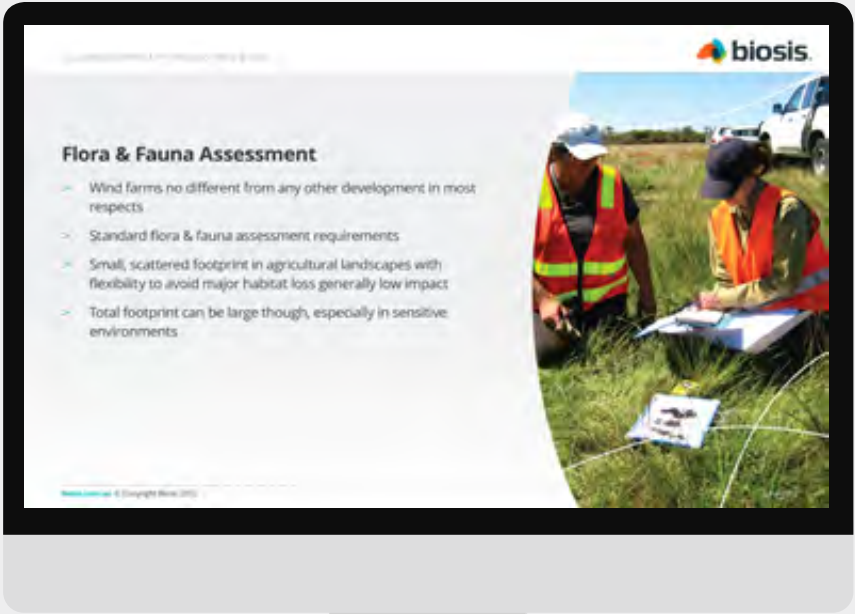 biosis.
Flora & Fauna Assessment
> Wind farms no different from any other development in most
respects
> Standard flora & fauna assessment requirements
> Small, scattered footprint in agricultural landscapes with
flexibility to avoid major habitat loss generally low impact
> Total footprint can be large though, especially in sensitive
environments
© Copyright Biosis